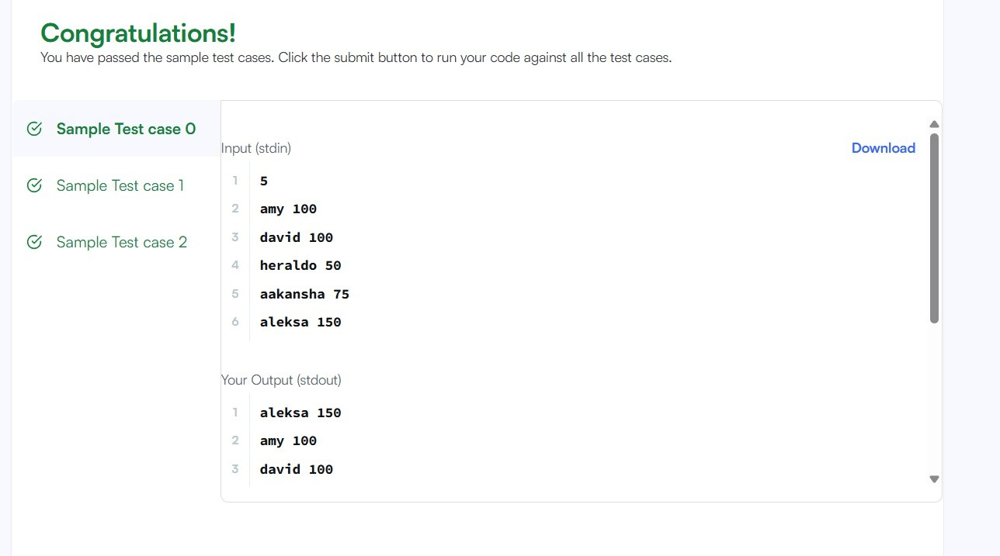 Congratulations!
You have passed the sample test cases. Click the submit button to run your code against all the test cases.
Sample Test case 0
Sample Test case 1
Sample Test case 2
Input (stdin)
Download
1 5
2 amy 100
3 david 100
4 heraldo 50
5 aakansha 75
6 aleksa 150
Your Output (stdout)
1 aleksa 150
2 amy 100
3 david 100